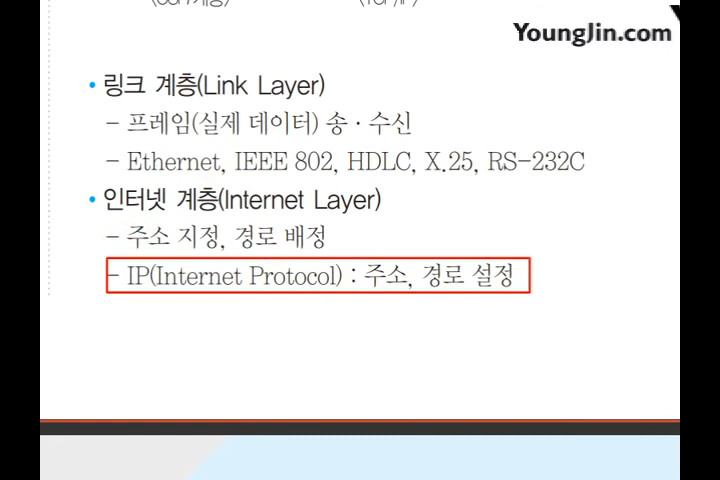 YoungJin.com
• 링크 계층(Link Layer)
– 프레임(실제 데이터) 송·수신
– Ethernet, IEEE 802, HDLC, X.25, RS-232C
• 인터넷 계층(Internet Layer)
– 주소 지정, 경로 배정
– IP(Internet Protocol) : 주소, 경로 설정